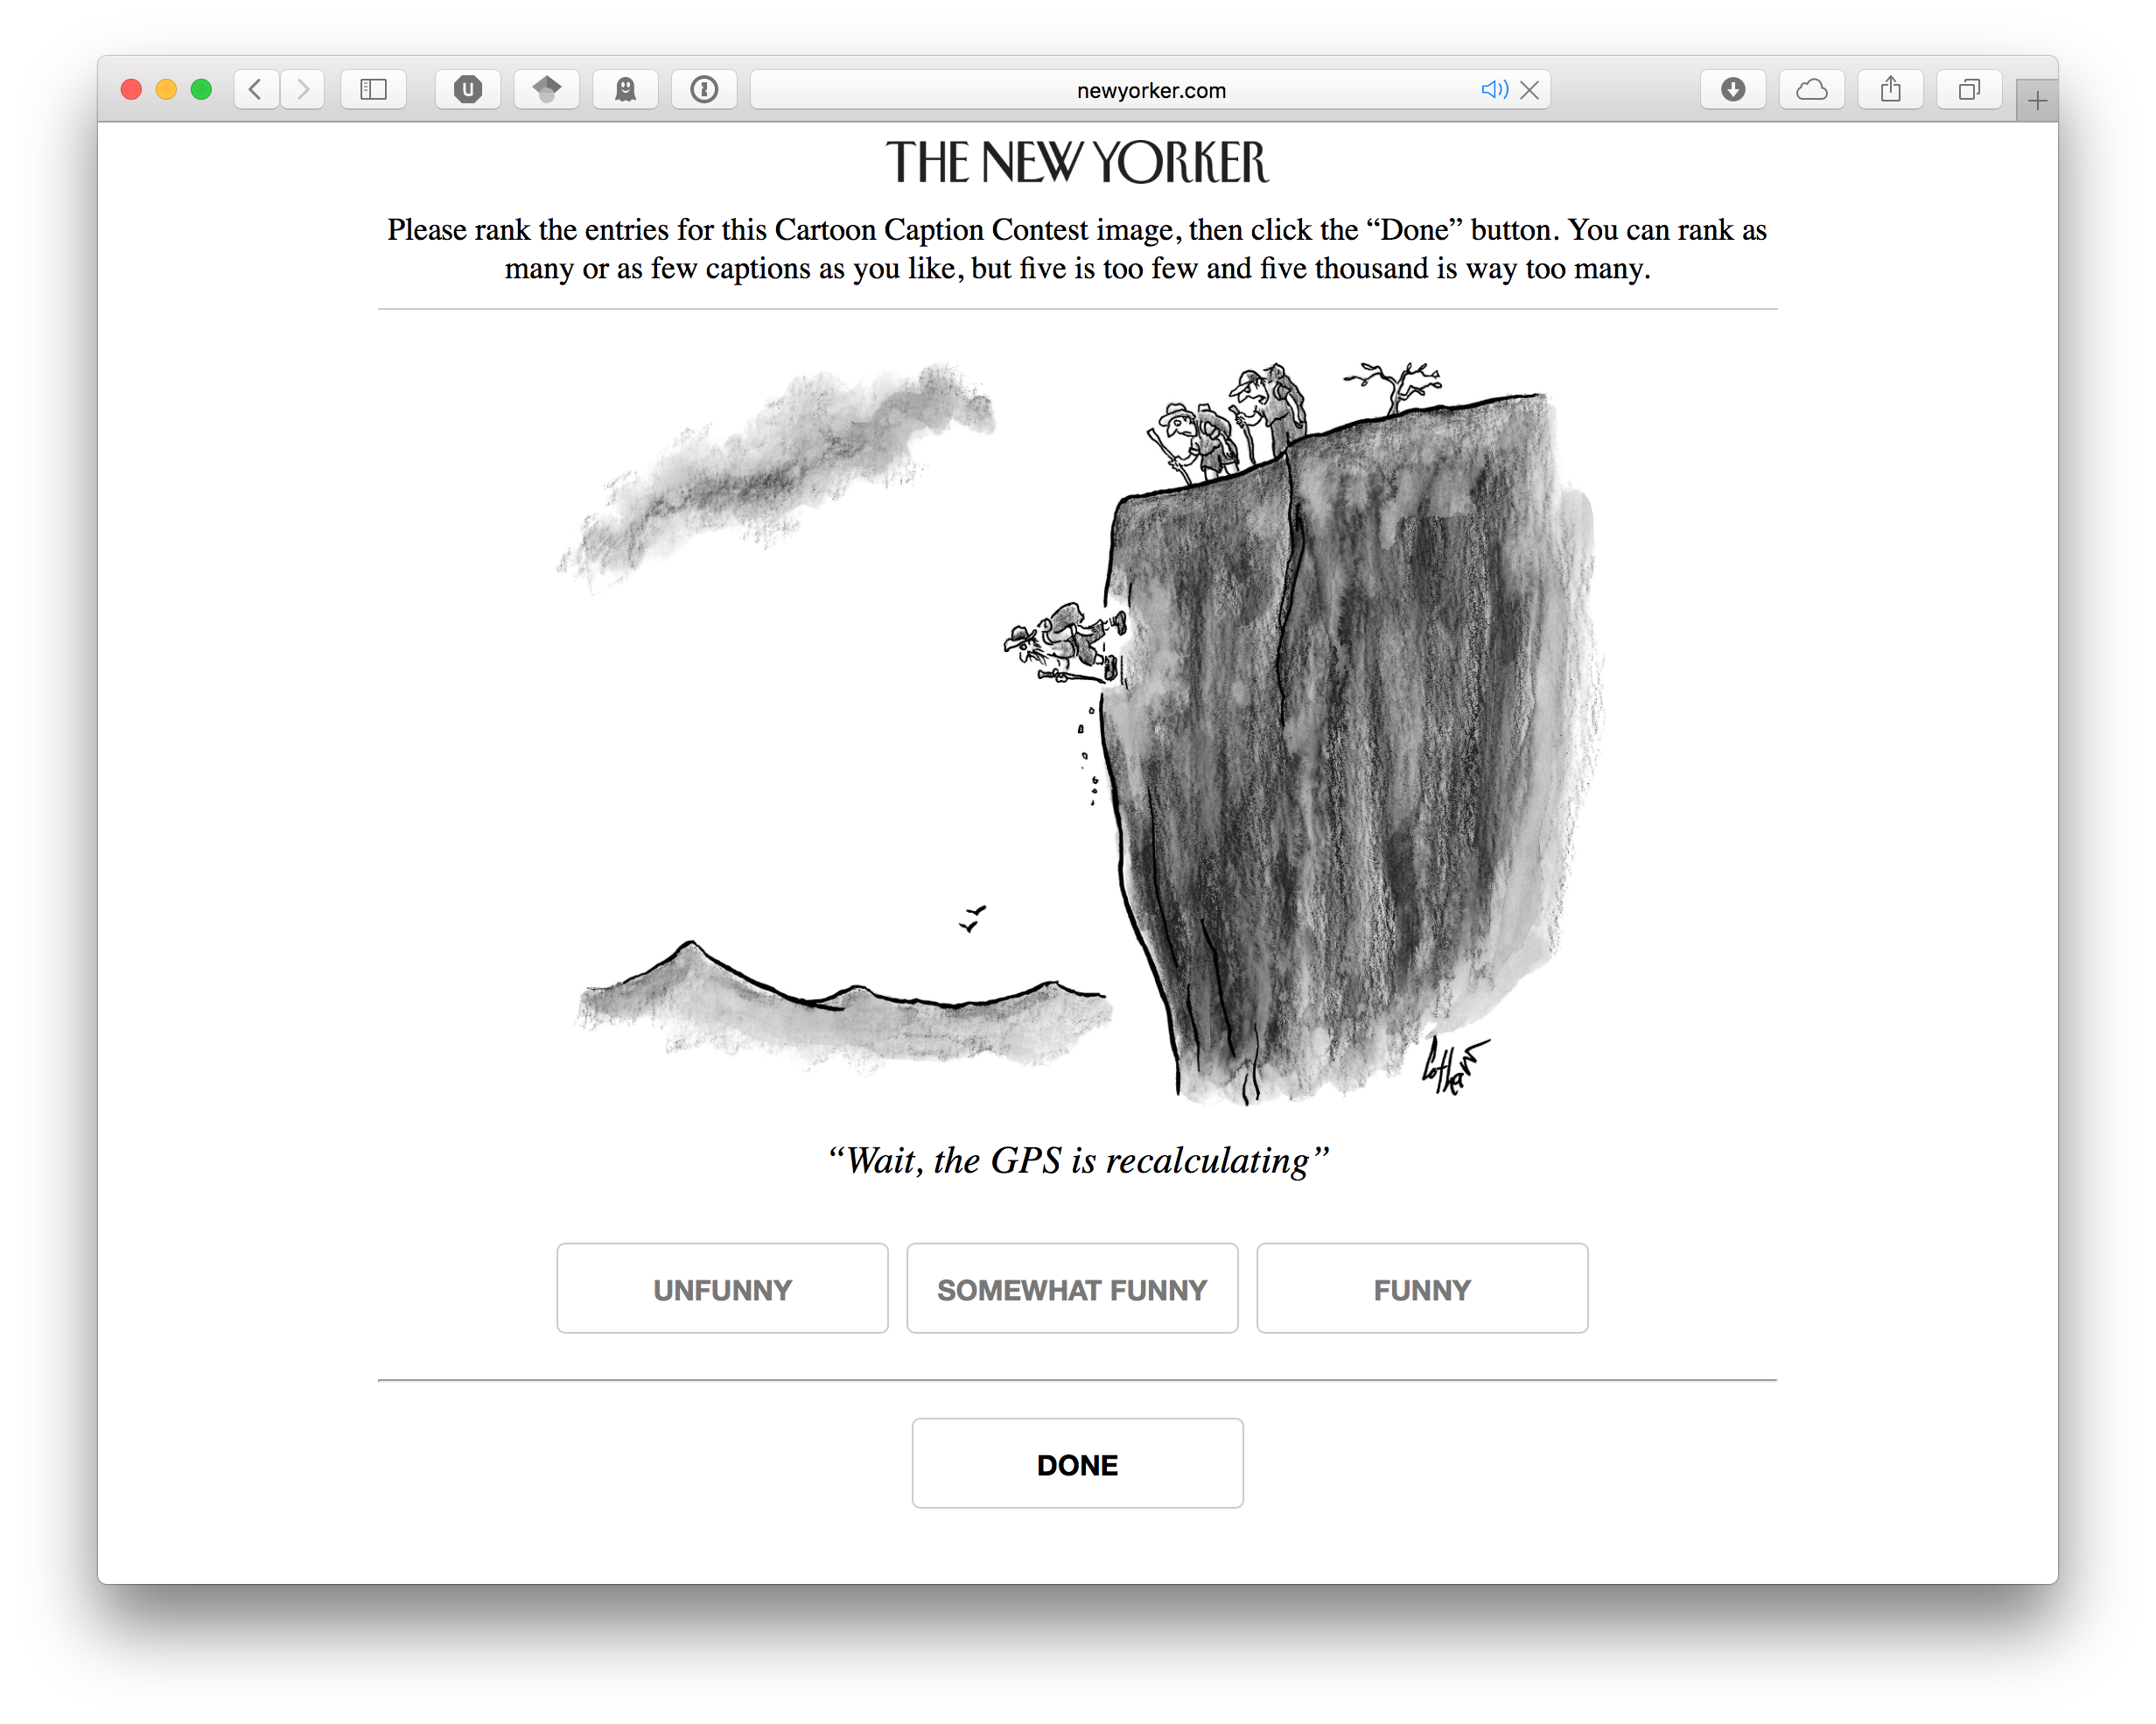 newyorker.com
THE NEW YORKER
Please rank the entries for this Cartoon Caption Contest image, then click the “Done” button. You can rank as
many or as few captions as you like, but five is too few and five thousand is way too many.
Lotham
“Wait, the GPS is recalculating”
UNFUNNY SOMEWHAT FUNNY FUNNY
DONE